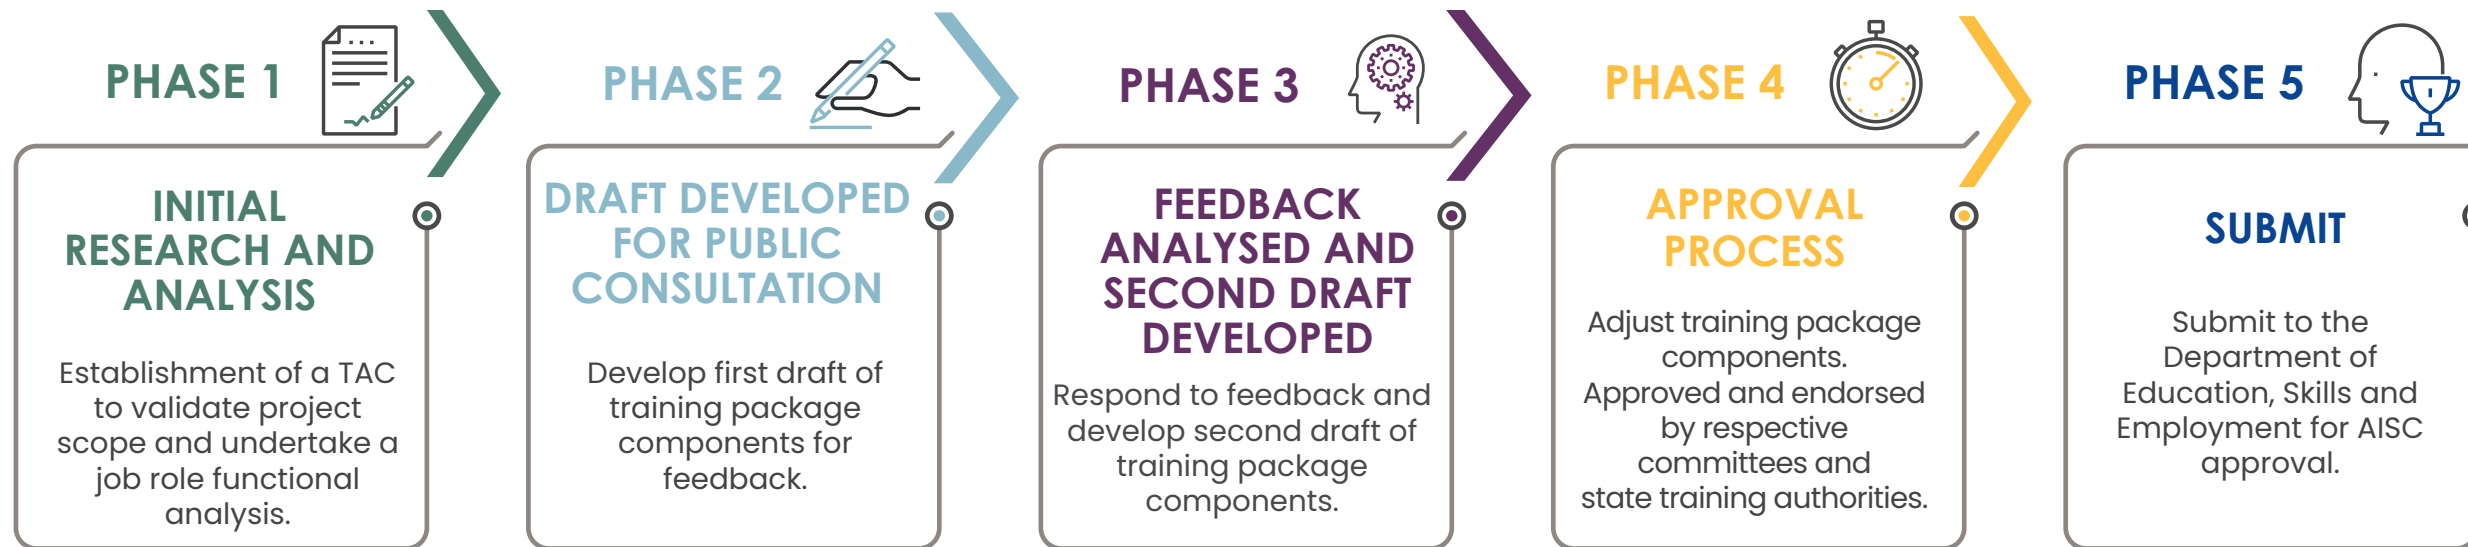 PHASE 1
INITIAL
RESEARCH AND
ANALYSIS
Establishment of a TAC
to validate project
scope and undertake a
job role functional
analysis.
PHASE 2
DRAFT DEVELOPED
FOR PUBLIC
CONSULTATION
Develop first draft of
training package
components for
feedback.
PHASE 3
FEEDBACK
ANALYSED AND
SECOND DRAFT
DEVELOPED
Respond to feedback and
develop second draft of
training package
components.
PHASE 4
APPROVAL
PROCESS
Adjust training package
components.
Approved and endorsed
by respective
committees and
state training authorities.
PHASE 5
SUBMIT
Submit to the
Department of
Education, Skills and
Employment for AISC
approval.